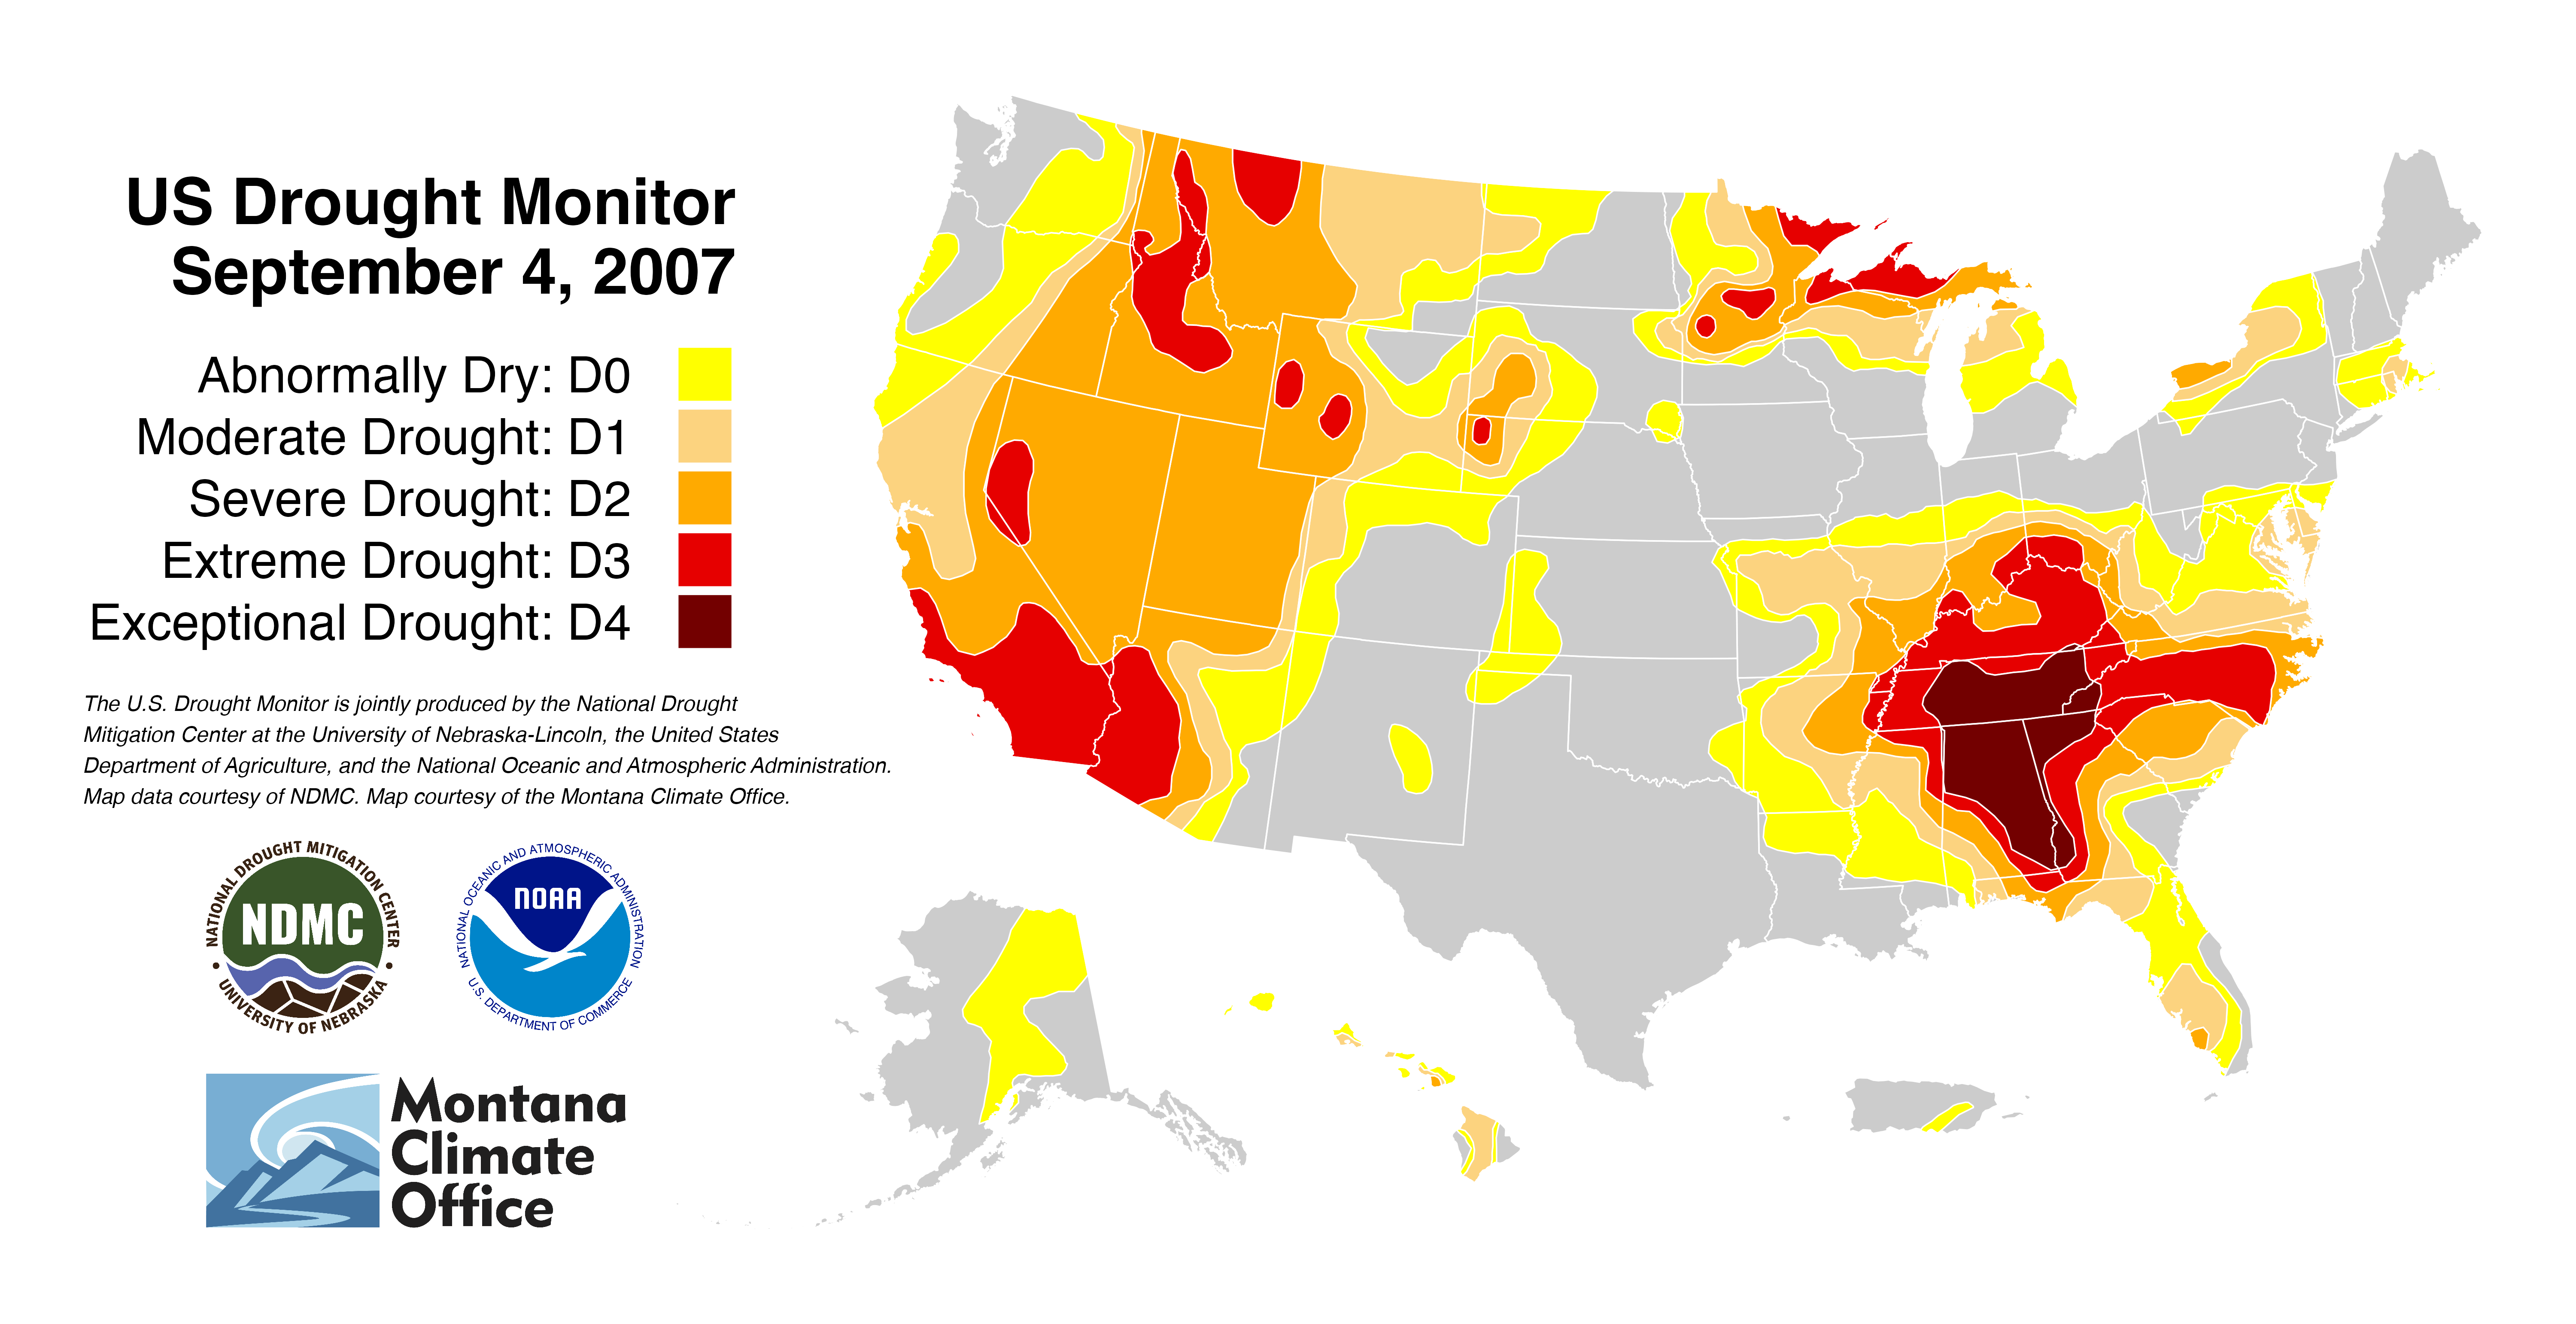 US Drought Monitor
September 4, 2007
Abnormally Dry: D0
Moderate Drought: D1
Severe Drought: D2
Extreme Drought: D3
Exceptional Drought: D4
The U.S. Drought Monitor is jointly produced by the National Drought
Mitigation Center at the University of Nebraska-Lincoln, the United States
Department of Agriculture, and the National Oceanic and Atmospheric Administration.
Map data courtesy of NDMC. Map courtesy of the Montana Climate Office.
NATIONAL DROUGHT MITIGATION CENTER
NDMC
• UNIVERSITY OF NEBRASKA •
NATIONAL OCEANIC AND ATMOSPHERIC ADMINISTRATION
NOAA
U.S. DEPARTMENT OF COMMERCE
Montana
Climate
Office